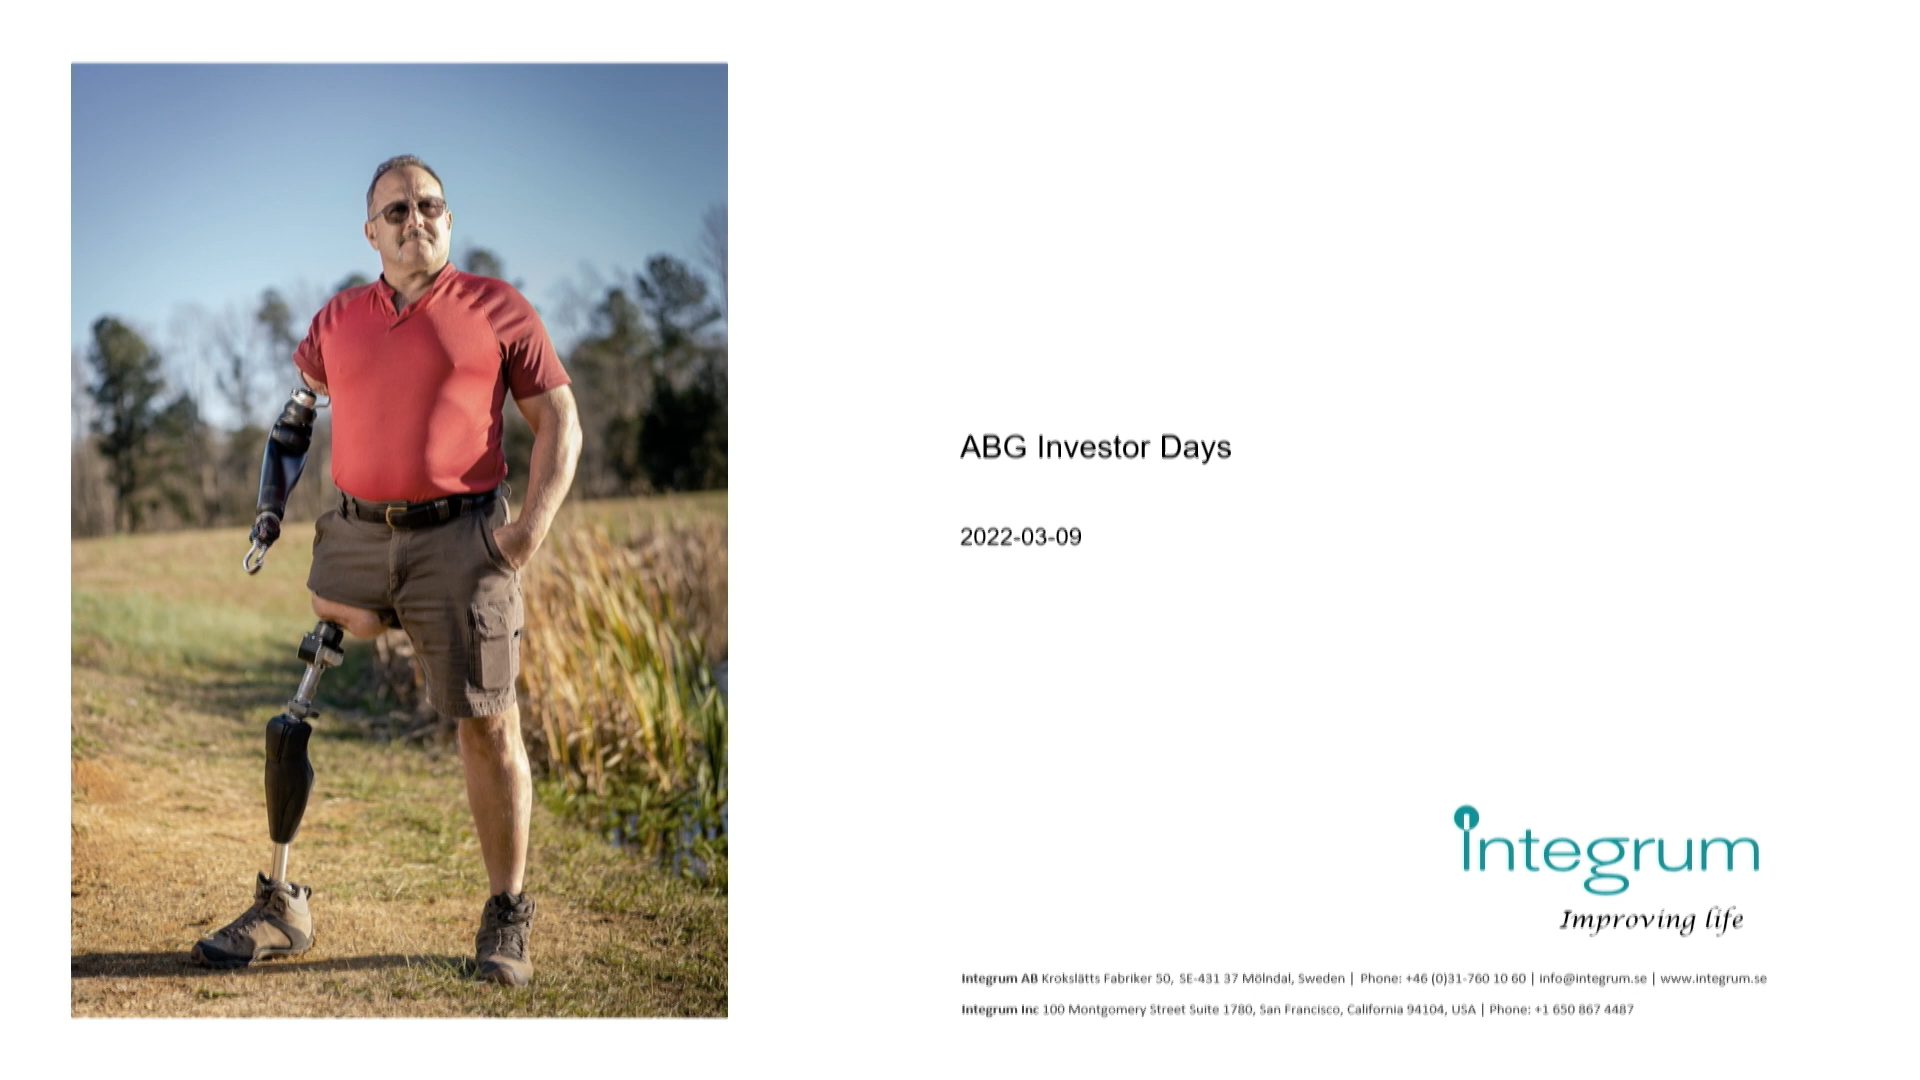 ABG Investor Days
2022-03-09
integrum
Improving life
Integrum AB Krokslätts Fabriker 50, SE-431 37 Mölndal, Sweden | Phone: +46 (0)31-760 10 60 | info@integrum.se | www.integrum.se
Integrum Inc 100 Montgomery Street Suite 1780, San Francisco, California 94104, USA | Phone: +1 650 867 4487